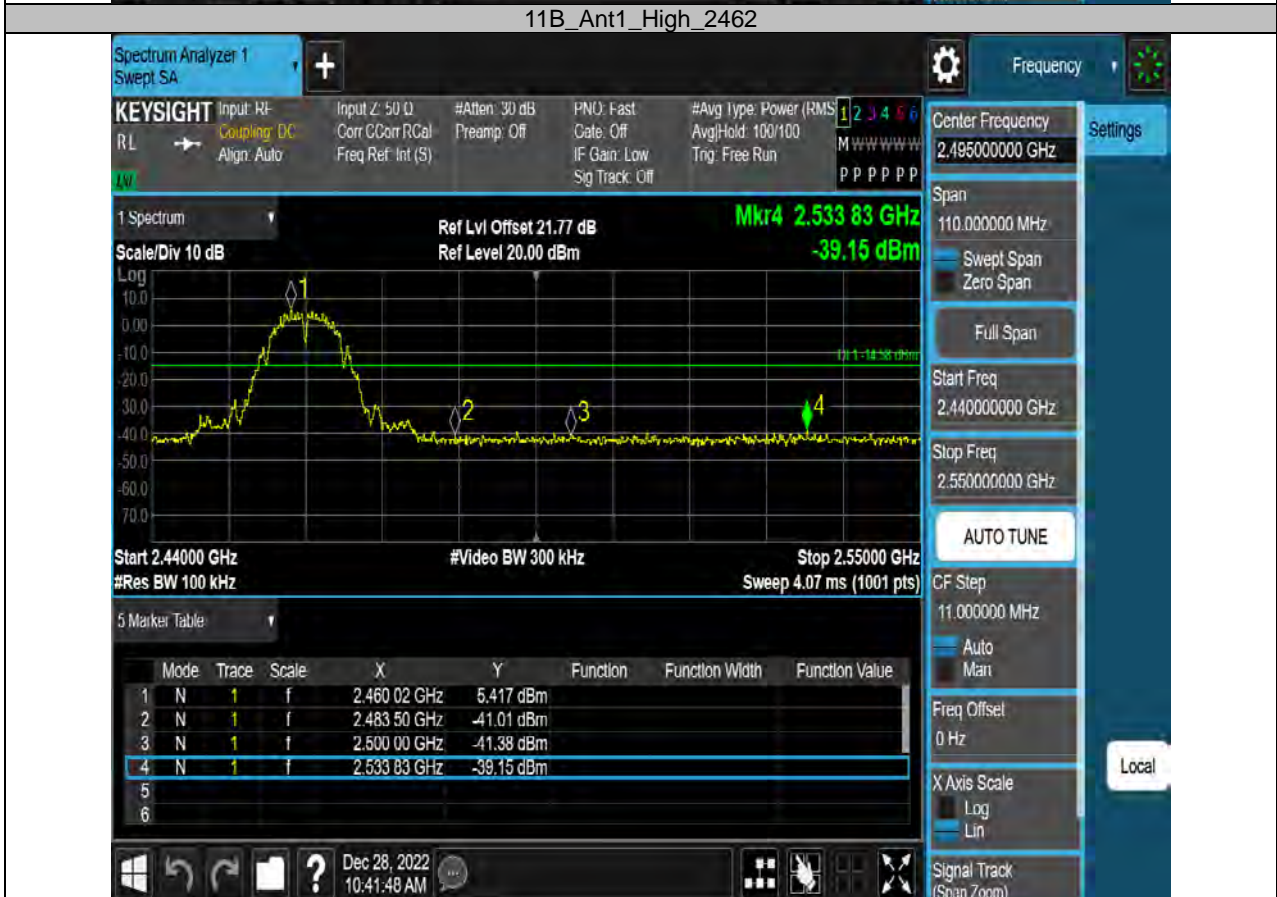 11B_Ant1_High_2462
Spectrum Analyzer 1
Swept SA
+
Frequency
KEYSIGHT
RL
Input: RF
Coupling: DC
Align: Auto
Input Z: 50 Ω
Corr CCorr RCal
Freq Ref: Int (S)
#Atten: 30 dB
Preamp: Off
PNO: Fast
Gate: Off
IF Gain: Low
Sig Track: Off
#Avg Type: Power (RMS
Avg|Hold: 100/100
Trig: Free Run
1 2 3 4 5 6
M W W W W W
P P P P P P
Center Frequency
2.495000000 GHz
Settings
Span
110.000000 MHz
Swept Span
Zero Span
Full Span
Start Freq
2.440000000 GHz
Stop Freq
2.550000000 GHz
AUTO TUNE
CF Step
11.000000 MHz
Auto
Man
Freq Offset
0 Hz
X Axis Scale
Log
Lin
Signal Track
(Span Zoom)
Local
1 Spectrum
Scale/Div 10 dB
Ref Lvl Offset 21.77 dB
Ref Level 20.00 dBm
Mkr4 2.533 83 GHz
-39.15 dBm
Log
10.0
0.00
-10.0
-20.0
-30.0
-40.0
-50.0
-60.0
-70.0
1
2
3
4
DL1 -14.58 dBm
Start 2.44000 GHz
#Video BW 300 kHz
Stop 2.55000 GHz
#Res BW 100 kHz
Sweep 4.07 ms (1001 pts)
5 Marker Table
Mode Trace Scale X Y Function Function Width Function Value
1 N 1 f 2.460 02 GHz 5.417 dBm
2 N 1 f 2.483 50 GHz -41.01 dBm
3 N 1 f 2.500 00 GHz -41.38 dBm
4 N 1 f 2.533 83 GHz -39.15 dBm
5
6
?
Dec 28, 2022
10:41:48 AM